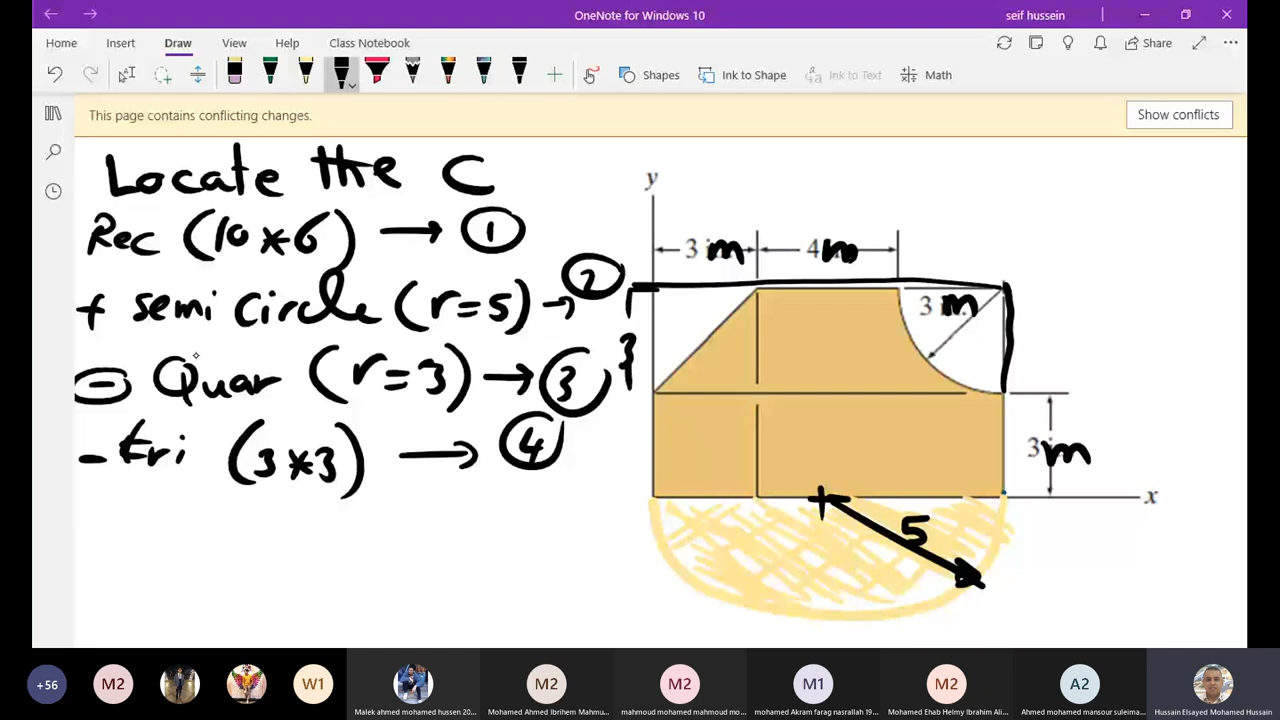 OneNote for Windows 10
seif hussein
Home Insert Draw View Help Class Notebook
Share
Shapes Ink to Shape Ink to Text Math
This page contains conflicting changes.
Show conflicts
Locate the C
Rec (10*6) → 1
+ semi circle (r=5) → 2
- Quar (r=3) → 3 }
- tri (3*3) → 4
y
3 m
4 m
3 m
3 m
x
5
+56
M2
W1
M2
M2
M1
M2
A2
Malek ahmed mohamed hussen 20...
Mohamed Ahmed Ibrihem Mahmu...
mahmoud mohamed mahmoud mo...
mohamed Akram farag nasrallah 19...
Mohamed Ehab Helmy Ibrahim Ali...
Ahmed mohamed mansour suleima...
Hussain Elsayed Mohamed Hussain